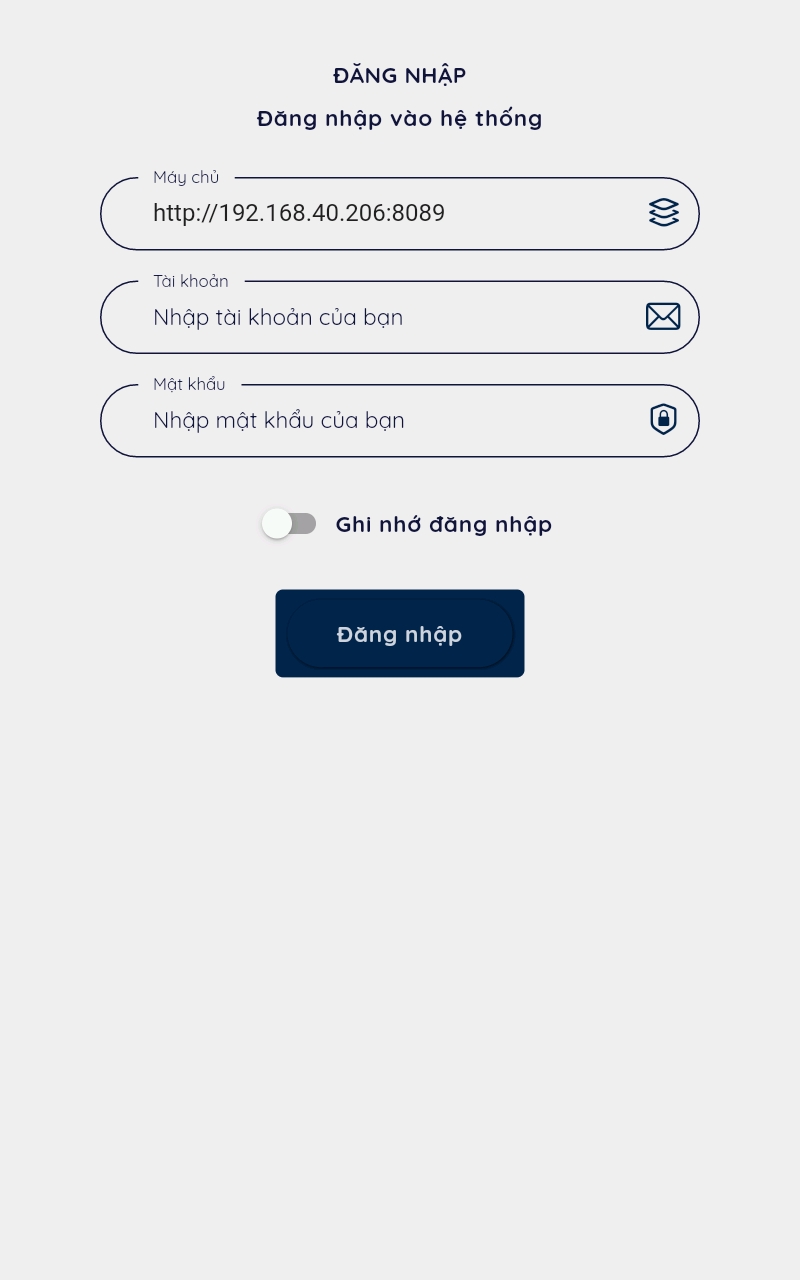 ĐĂNG NHẬP
Đăng nhập vào hệ thống
Máy chủ
http://192.168.40.206:8089
Tài khoản
Nhập tài khoản của bạn
Mật khẩu
Nhập mật khẩu của bạn
Ghi nhớ đăng nhập
Đăng nhập